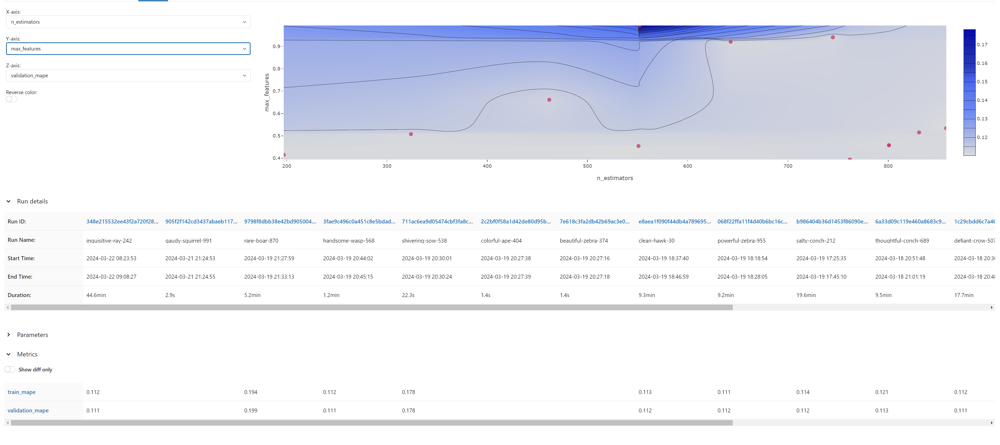 X-axis:
n_estimators
Y-axis:
max_features
Z-axis:
validation_mape
Reverse color:
max_features
0.9
0.8
0.7
0.6
0.5
0.4
200 300 400 500 600 700 800
n_estimators
0.17
0.16
0.15
0.14
0.13
0.12
Run details
Run ID: 348e215532ee43f2a720f28... 905f2f142cd3437abaeb117... 9798f8dbb38e42bd905004... 3fae9c496c0a451c8e5bdad... 711ac6ea9d05474cbf3fa8c... 2c2bf0f58a1d42de80d95b... 7e618c3fa2db42b69ac3e0... e8aea1f090f44db4a789695... 068f22ffa11f4d40b6bc16c... b986404b36d1453f86090e... 6a33d09c119e460a8683c9... 1c29cbdd6c7a46
Run Name: inquisitive-ray-242 gaudy-squirrel-991 rare-boar-870 handsome-wasp-568 shivering-sow-538 colorful-ape-404 beautiful-zebra-374 clean-hawk-30 powerful-zebra-955 salty-conch-212 thoughtful-conch-689 defiant-crow-507
Start Time: 2024-03-22 08:23:53 2024-03-21 21:24:53 2024-03-19 21:27:59 2024-03-19 20:44:02 2024-03-19 20:30:01 2024-03-19 20:27:38 2024-03-19 20:27:16 2024-03-19 18:37:40 2024-03-19 18:18:54 2024-03-19 17:25:35 2024-03-18 20:51:48 2024-03-18 20:3
End Time: 2024-03-22 09:08:27 2024-03-21 21:24:55 2024-03-19 21:33:13 2024-03-19 20:45:15 2024-03-19 20:30:24 2024-03-19 20:27:39 2024-03-19 20:27:18 2024-03-19 18:46:59 2024-03-19 18:28:05 2024-03-19 17:45:10 2024-03-18 21:01:19 2024-03-18 20:4
Duration: 44.6min 2.9s 5.2min 1.2min 22.3s 1.4s 1.4s 9.3min 9.2min 19.6min 9.5min 17.7min
Parameters
Metrics
Show diff only
train_mape 0.112 0.194 0.112 0.178 0.113 0.111 0.114 0.121 0.112
validation_mape 0.111 0.199 0.111 0.178 0.112 0.112 0.112 0.113 0.111